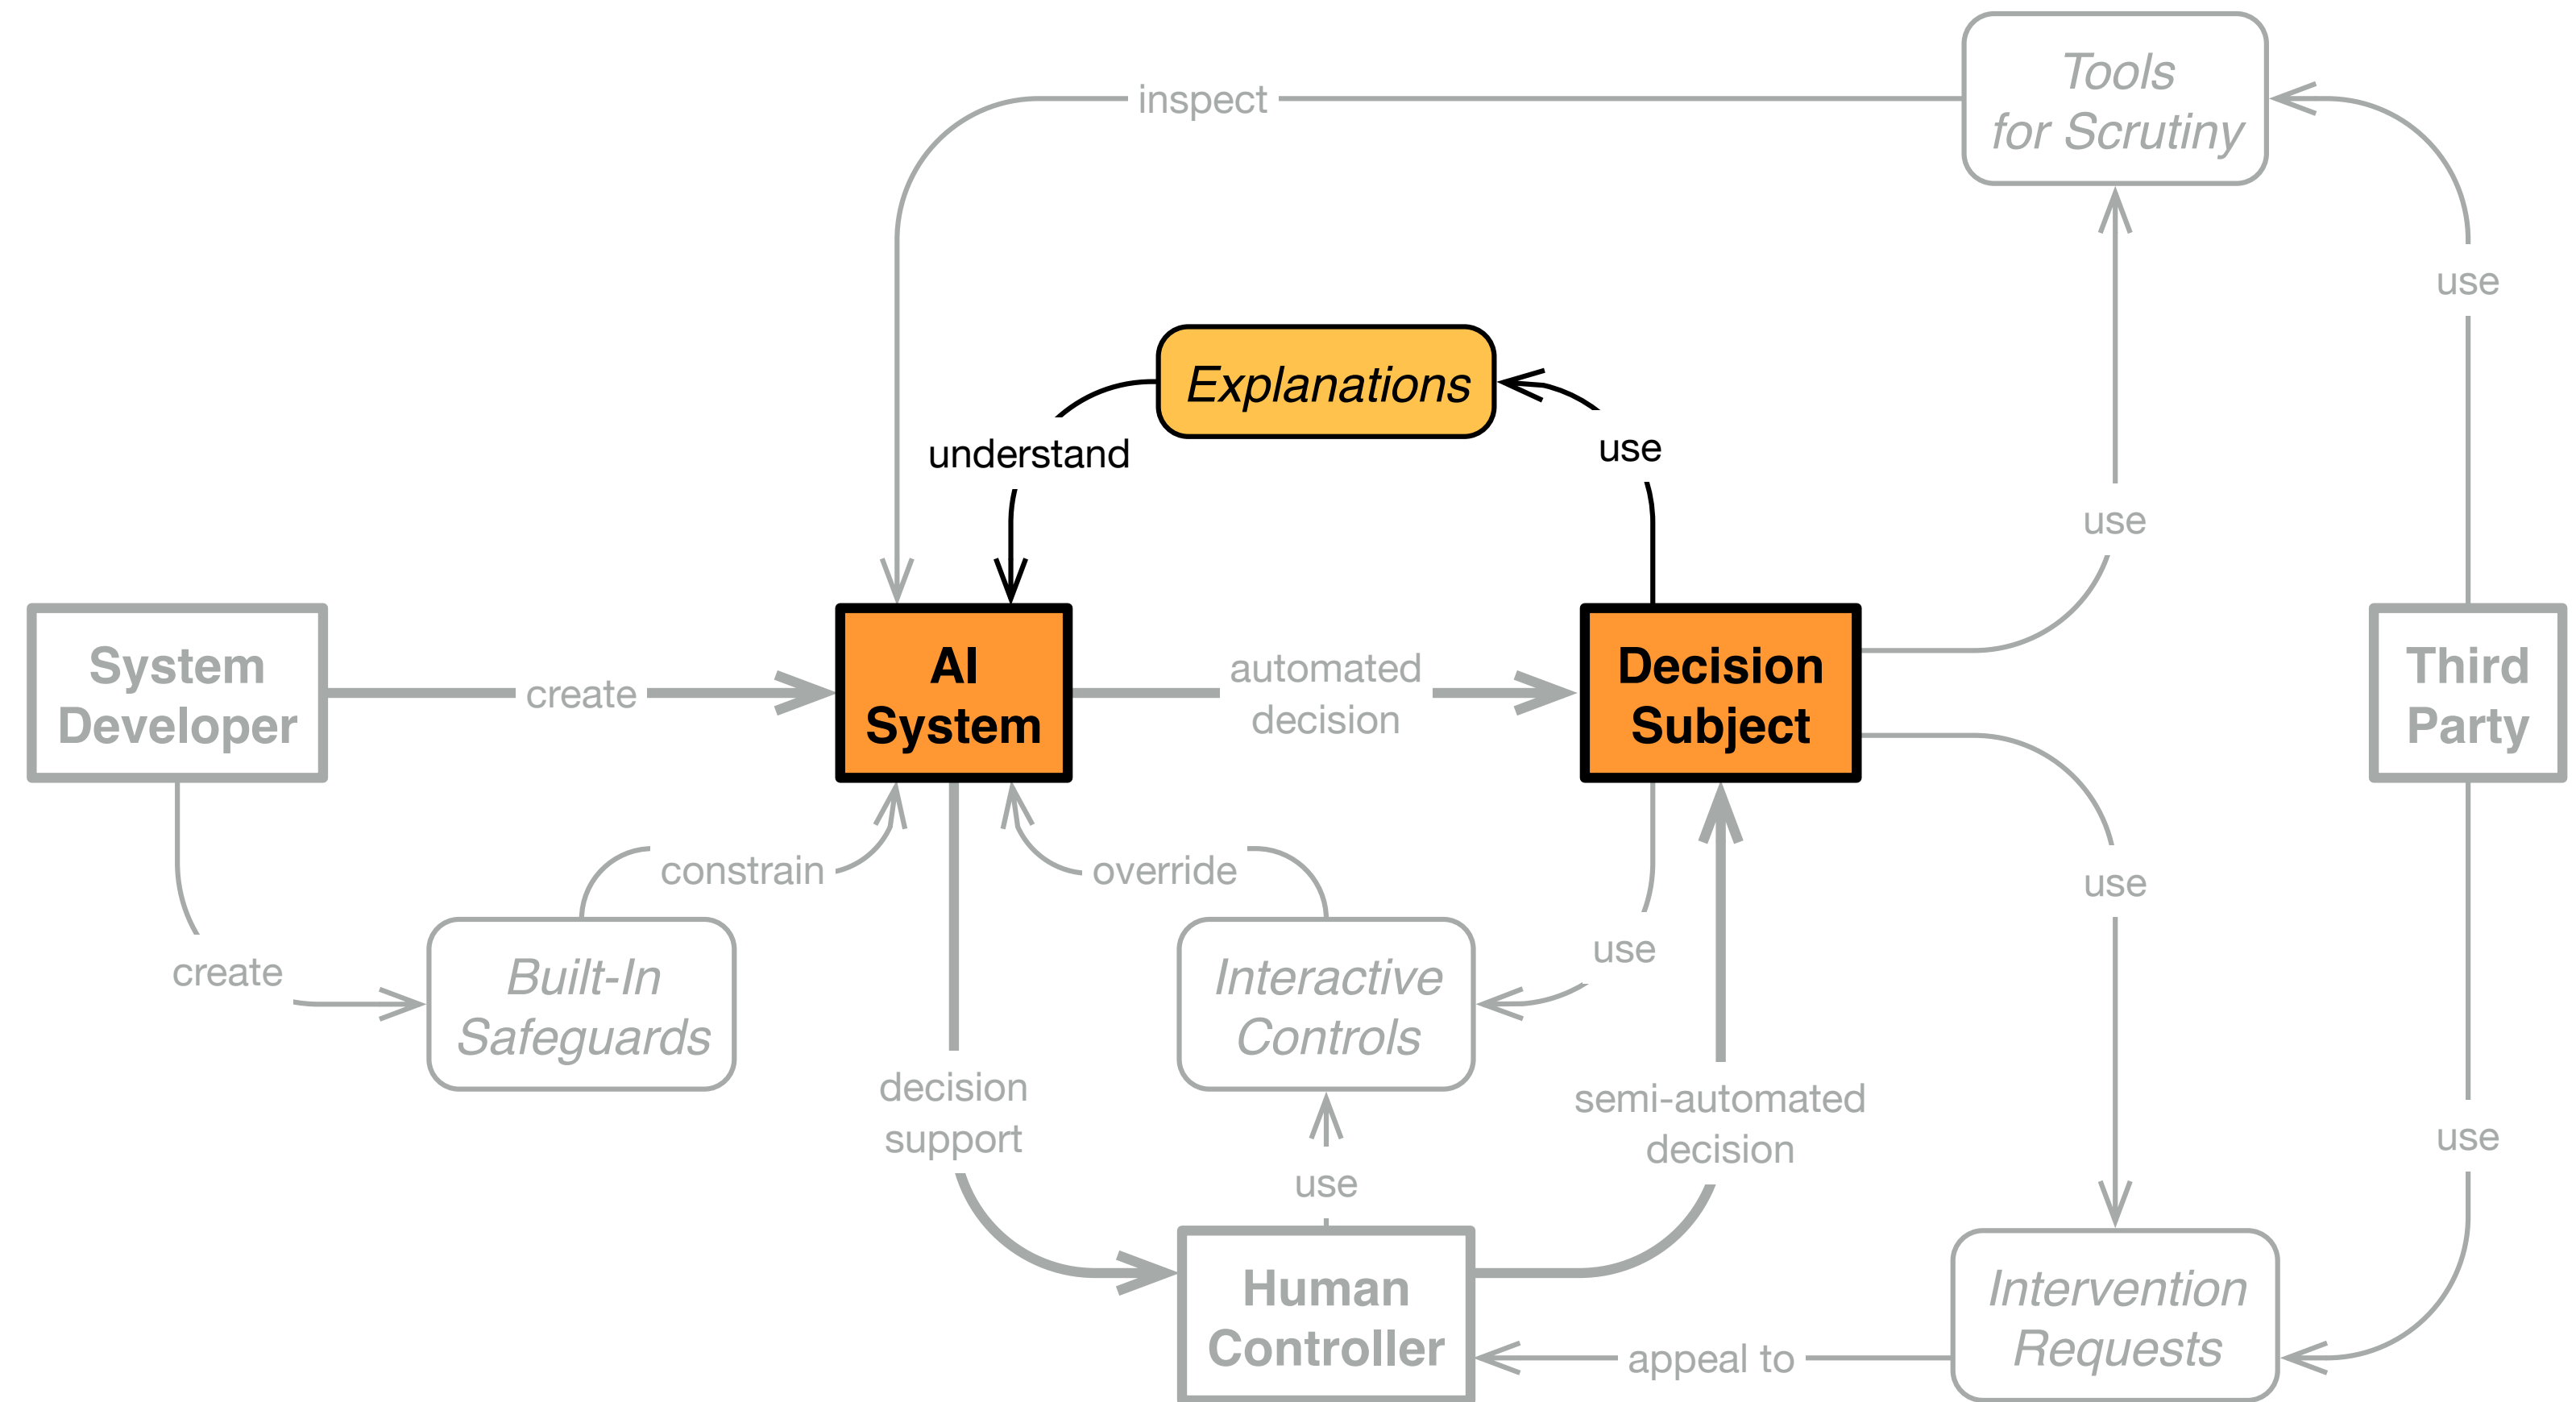 Tools
for Scrutiny
inspect
use
Explanations
understand
use
use
System
Developer
create
AI
System
automated
decision
Decision
Subject
Third
Party
constrain
override
use
create
Built-In
Safeguards
Interactive
Controls
use
decision
support
semi-automated
decision
use
use
Human
Controller
appeal to
Intervention
Requests